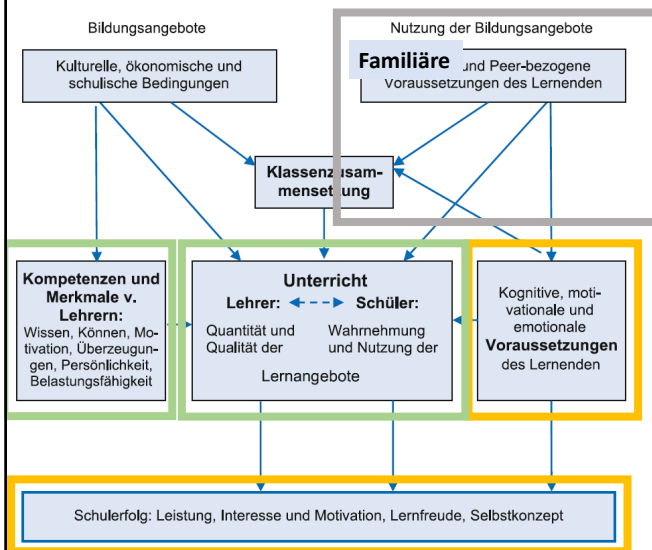 Bildungsangebote
Nutzung der Bildungsangebote
Kulturelle, ökonomische und
schulische Bedingungen
Familiäre und Peer-bezogene
Voraussetzungen des Lernenden
Klassenzusam-
mensetzung
Kompetenzen und
Merkmale v.
Lehrern:
Wissen, Können, Mo-
tivation, Überzeugun-
gen, Persönlichkeit,
Belastungsfähigkeit
Unterricht
Lehrer: Schüler:
Quantität und
Qualität der
Wahrnehmung
und Nutzung der
Lernangebote
Kognitive, moti-
vationale und
emotionale
Voraussetzungen
des Lernenden
Schulerfolg: Leistung, Interesse und Motivation, Lernfreude, Selbstkonzept